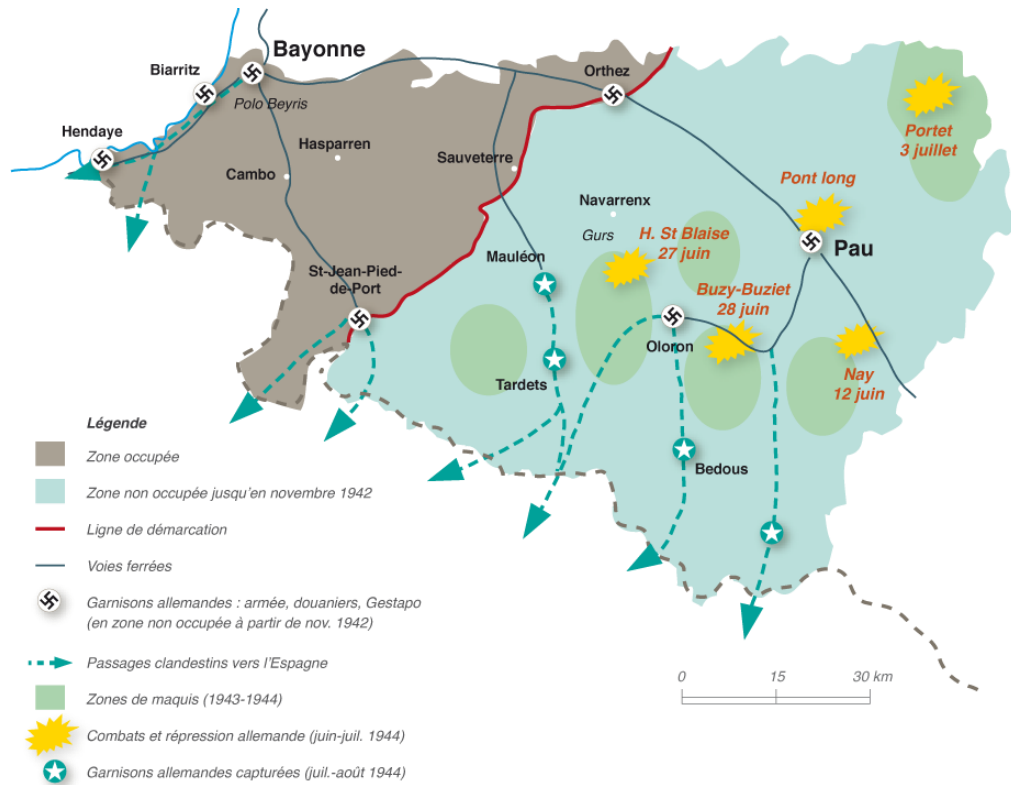 Bayonne
Biarritz
Polo Beyris
Hendaye
Hasparren
Cambo
St-Jean-Pied-
de-Port
Orthez
Sauveterre
Navarrenx
Gurs
Mauléon
Tardets
H. St Blaise
27 juin
Buzy-Buziet
28 juin
Oloron
Bedous
Portet
3 juillet
Pont long
Pau
Nay
12 juin
Légende
Zone occupée
Zone non occupée jusqu'en novembre 1942
Ligne de démarcation
Voies ferrées
Garnisons allemandes : armée, douaniers, Gestapo
(en zone non occupée à partir de nov. 1942)
Passages clandestins vers l'Espagne
Zones de maquis (1943-1944)
Combats et répression allemande (juin-juil. 1944)
Garnisons allemandes capturées (juil.-août 1944)
0 15 30 km